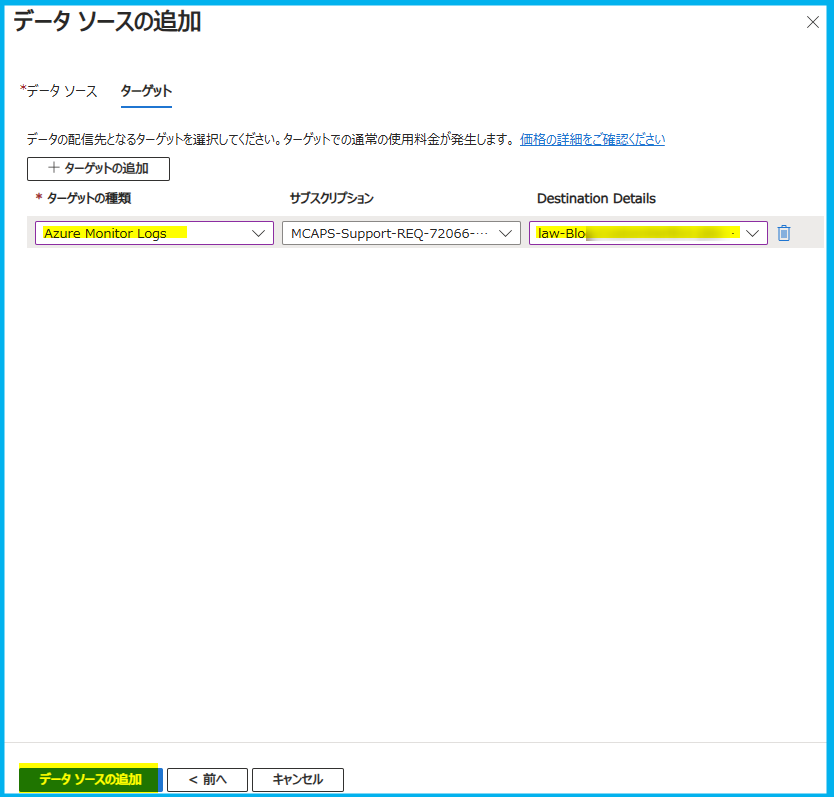 データ ソースの追加
*データ ソース ターゲット
データの配信先となるターゲットを選択してください。ターゲットでの通常の使用料金が発生します。 価格の詳細をご確認ください
+ ターゲットの追加
* ターゲットの種類 サブスクリプション Destination Details
Azure Monitor Logs MCAPS-Support-REQ-72066-··· law-Blo
データ ソースの追加 < 前へ キャンセル